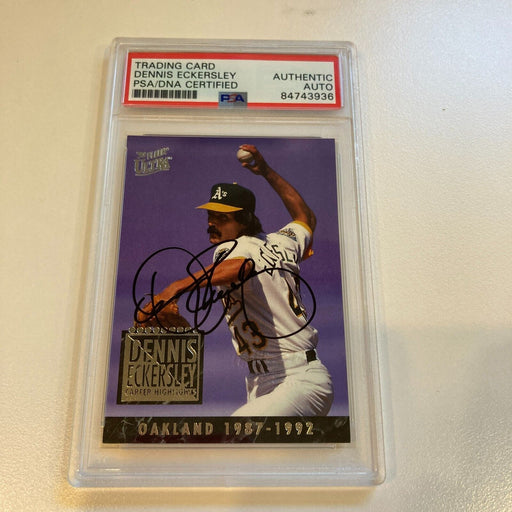 TRADING CARD
DENNIS ECKERSLEY
PSA/DNA CERTIFIED
AUTHENTIC
AUTO
84743936
PSA
ULTRA
A's
43
DENNIS
ECKERSLEY
CAREER HIGHLIGHTS
OAKLAND 1987-1992